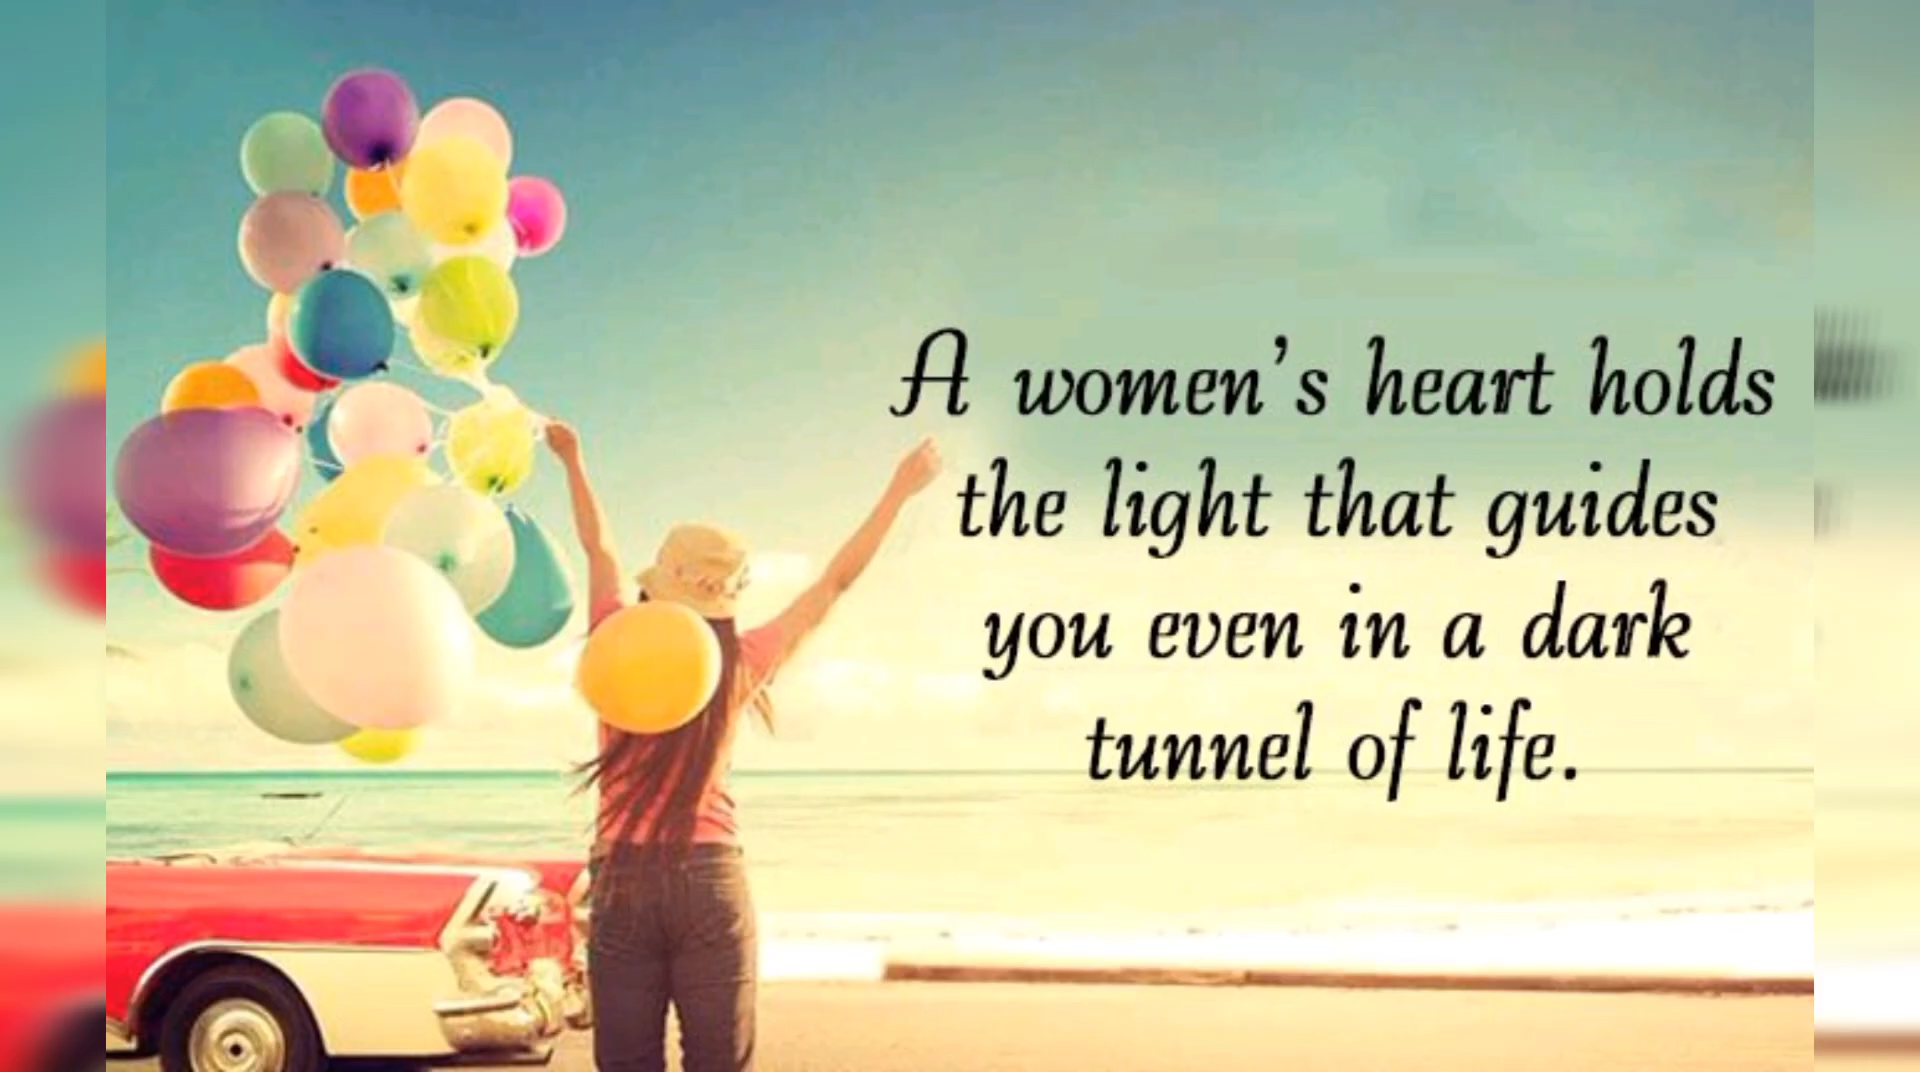 A women's heart holds
the light that guides
you even in a dark
tunnel of life.